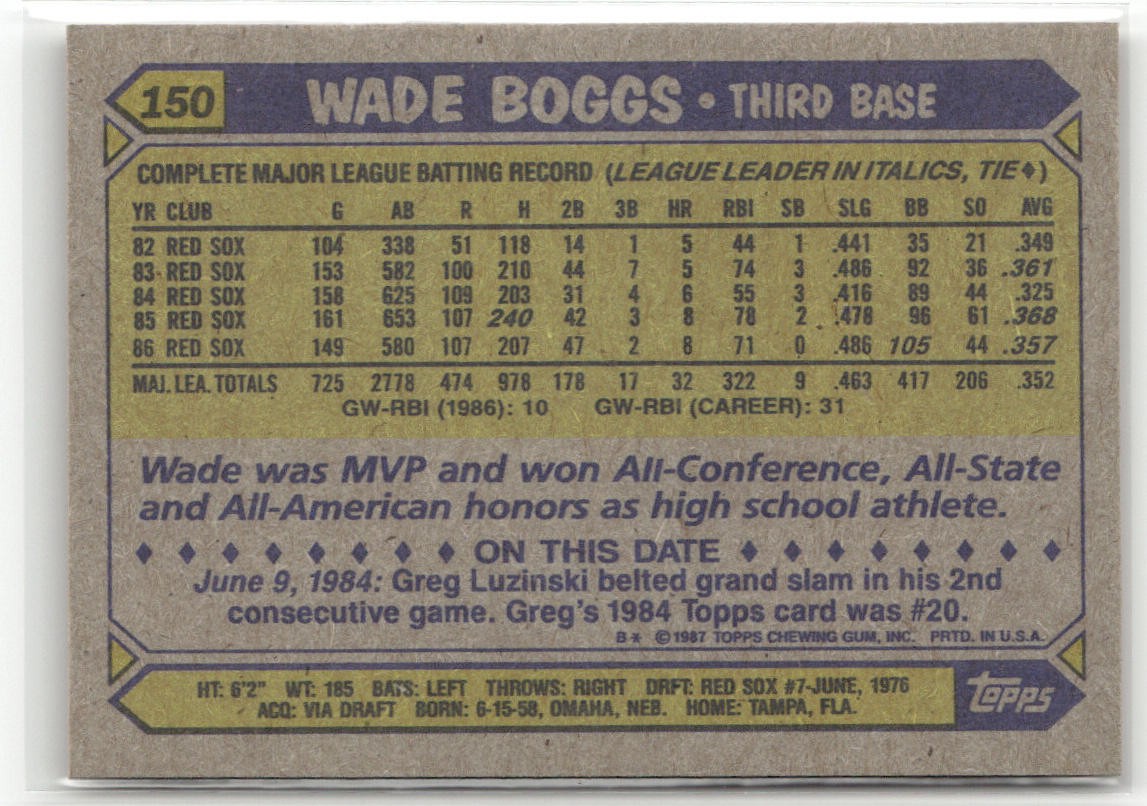 150 WADE BOGGS • THIRD BASE
COMPLETE MAJOR LEAGUE BATTING RECORD (LEAGUE LEADER IN ITALICS, TIE♦)
YR CLUB G AB R H 2B 3B HR RBI SB SLG BB SO AVG
82 RED SOX 104 338 51 118 14 1 5 44 1 .441 35 21 .349
83 RED SOX 153 582 100 210 44 7 5 74 3 .486 92 36 .361
84 RED SOX 158 625 109 203 31 4 6 55 3 .416 89 44 .325
85 RED SOX 161 653 107 240 42 3 8 78 2 .478 96 61 .368
86 RED SOX 149 580 107 207 47 2 8 71 0 .486 105 44 .357
MAJ. LEA. TOTALS 725 2778 474 978 178 17 32 322 9 .463 417 206 .352
GW-RBI (1986): 10 GW-RBI (CAREER): 31
Wade was MVP and won All-Conference, All-State
and All-American honors as high school athlete.
♦ ♦ ♦ ♦ ♦ ♦ ♦ ♦ ON THIS DATE ♦ ♦ ♦ ♦ ♦ ♦ ♦ ♦
June 9, 1984: Greg Luzinski belted grand slam in his 2nd
consecutive game. Greg's 1984 Topps card was #20.
B* ©1987 TOPPS CHEWING GUM, INC. PRTD. IN U.S.A.
HT: 6'2" WT: 185 BATS: LEFT THROWS: RIGHT DRFT: RED SOX #7-JUNE, 1976
ACQ: VIA DRAFT BORN: 6-15-58, OMAHA, NEB. HOME: TAMPA, FLA.
topps